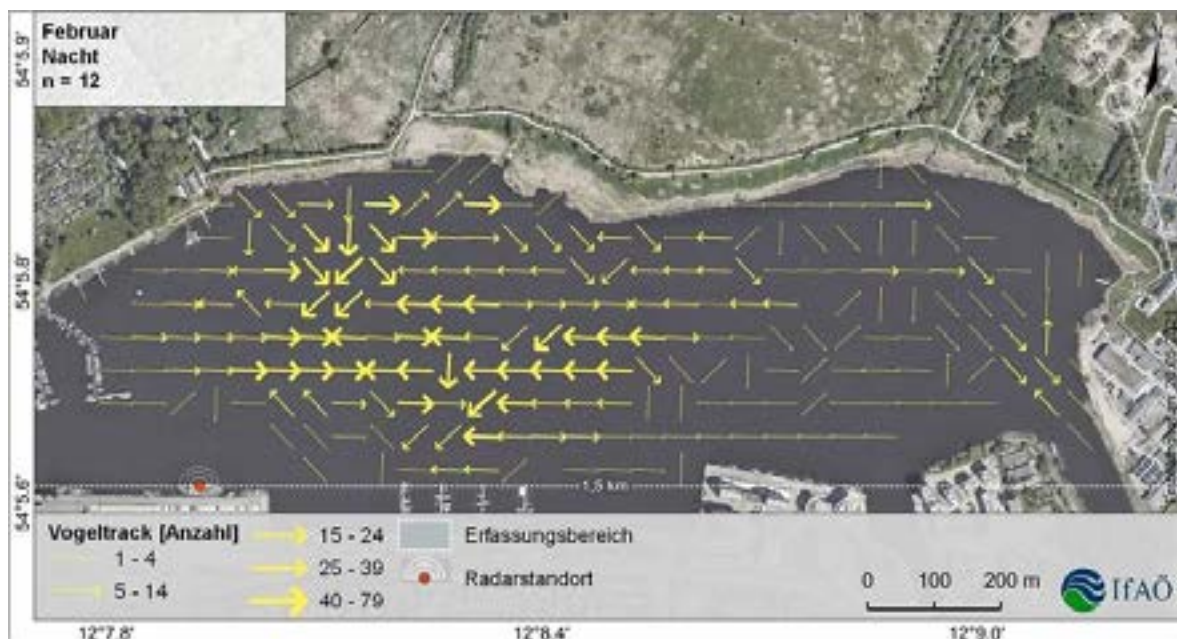 Februar
Nacht
n = 12
54°5.9'
54°5.8'
54°5.6'
1,5 km
Vogeltrack [Anzahl]
1 - 4
5 - 14
15 - 24
25 - 39
40 - 79
Erfassungsbereich
Radarstandort
0 100 200 m
IfAÖ
12°7.8' 12°8.4' 12°9.0'